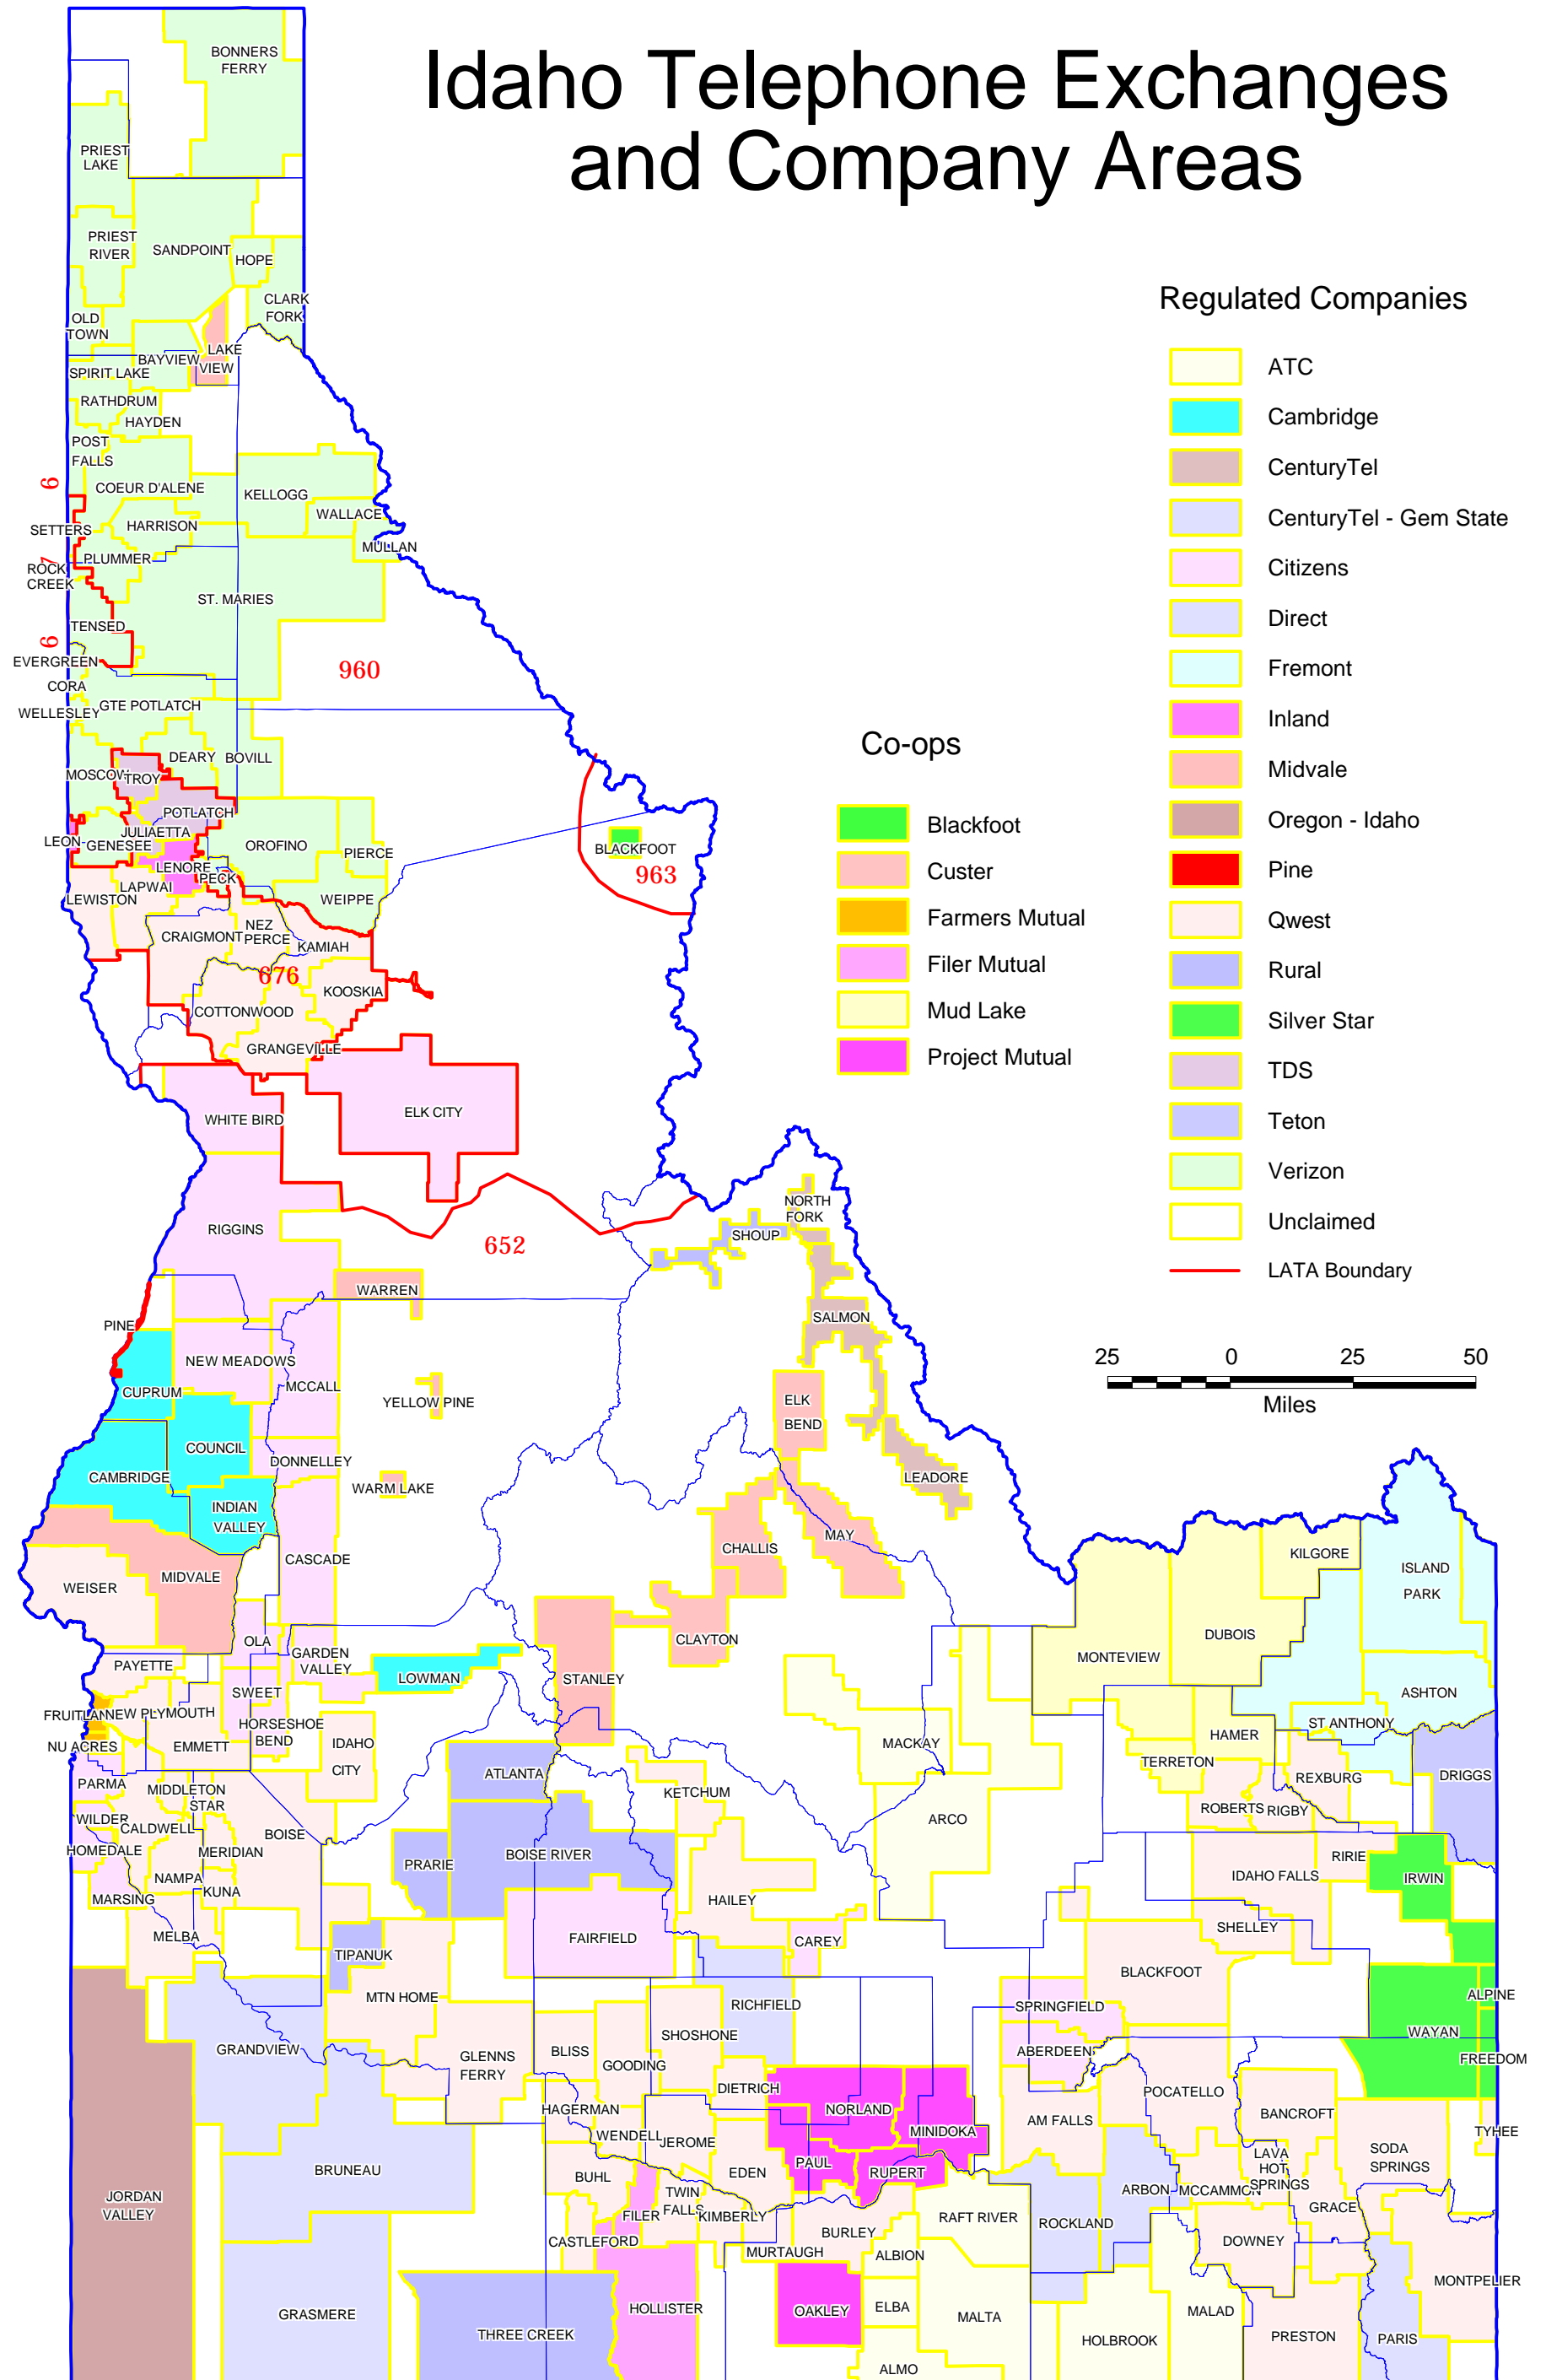 Idaho Telephone Exchanges
and Company Areas
Regulated Companies
ATC
Cambridge
CenturyTel
CenturyTel - Gem State
Citizens
Direct
Fremont
Inland
Midvale
Oregon - Idaho
Pine
Qwest
Rural
Silver Star
TDS
Teton
Verizon
Unclaimed
LATA Boundary
Co-ops
Blackfoot
Custer
Farmers Mutual
Filer Mutual
Mud Lake
Project Mutual
25 0 25 50
Miles
BONNERS
FERRY
PRIEST
LAKE
PRIEST
RIVER
SANDPOINT
HOPE
CLARK
FORK
OLD
TOWN
BAYVIEW
LAKE
VIEW
SPIRIT LAKE
RATHDRUM
HAYDEN
POST
FALLS
6
COEUR D'ALENE
KELLOGG
WALLACE
SETTERS
HARRISON
MULLAN
7
PLUMMER
ROCK
CREEK
ST. MARIES
TENSED
6
EVERGREEN
960
CORA
WELLESLEY
GTE POTLATCH
DEARY
BOVILL
MOSCOW
TROY
POTLATCH
JULIAETTA
LEON
GENESEE
OROFINO
PIERCE
BLACKFOOT
963
LENORE
PECK
LAPWAI
LEWISTON
WEIPPE
CRAIGMONT
NEZ
PERCE
KAMIAH
676
KOOSKIA
COTTONWOOD
GRANGEVILLE
WHITE BIRD
ELK CITY
RIGGINS
652
NORTH
FORK
SHOUP
WARREN
SALMON
PINE
NEW MEADOWS
MCCALL
CUPRUM
YELLOW PINE
ELK
BEND
COUNCIL
DONNELLEY
CAMBRIDGE
WARM LAKE
LEADORE
INDIAN
VALLEY
MAY
CHALLIS
CASCADE
KILGORE
ISLAND
PARK
MIDVALE
WEISER
DUBOIS
OLA
GARDEN
VALLEY
CLAYTON
MONTEVIEW
PAYETTE
LOWMAN
STANLEY
SWEET
ASHTON
FRUITLAND
NEW PLYMOUTH
HORSESHOE
BEND
ST ANTHONY
NU ACRES
EMMETT
IDAHO
CITY
MACKAY
HAMER
TERRETON
PARMA
MIDDLETON
STAR
ATLANTA
KETCHUM
REXBURG
DRIGGS
WILDER
CALDWELL
BOISE
ARCO
ROBERTS
RIGBY
HOMEDALE
MERIDIAN
PRARIE
BOISE RIVER
RIRIE
NAMPA
KUNA
MARSING
HAILEY
IDAHO FALLS
IRWIN
MELBA
TIPANUK
FAIRFIELD
CAREY
SHELLEY
BLACKFOOT
MTN HOME
RICHFIELD
SPRINGFIELD
ALPINE
GRANDVIEW
SHOSHONE
WAYAN
GLENNS
FERRY
BLISS
GOODING
ABERDEEN
FREEDOM
DIETRICH
POCATELLO
HAGERMAN
NORLAND
AM FALLS
BANCROFT
WENDELL
JEROME
MINIDOKA
TYHEE
BRUNEAU
BUHL
EDEN
PAUL
RUPERT
LAVA
HOT
SPRINGS
SODA
SPRINGS
JORDAN
VALLEY
TWIN
FALLS
ARBON
MCCAMMON
FILER
KIMBERLY
RAFT RIVER
ROCKLAND
GRACE
CASTLEFORD
BURLEY
DOWNEY
MURTAUGH
ALBION
MONTPELIER
GRASMERE
HOLLISTER
OAKLEY
ELBA
MALTA
MALAD
THREE CREEK
HOLBROOK
PRESTON
PARIS
ALMO